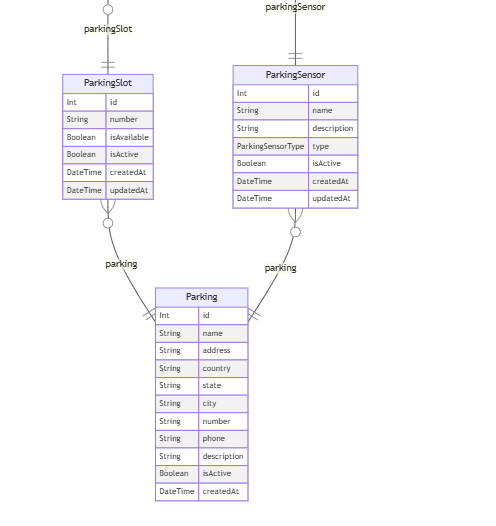 parkingSensor
parkingSlot
ParkingSlot
Int id
String number
Boolean isAvailable
Boolean isActive
DateTime createdAt
DateTime updatedAt
ParkingSensor
Int id
String name
String description
ParkingSensorType type
Boolean isActive
DateTime createdAt
DateTime updatedAt
parking
parking
Parking
Int id
String name
String address
String country
String state
String city
String number
String phone
String description
Boolean isActive
DateTime createdAt